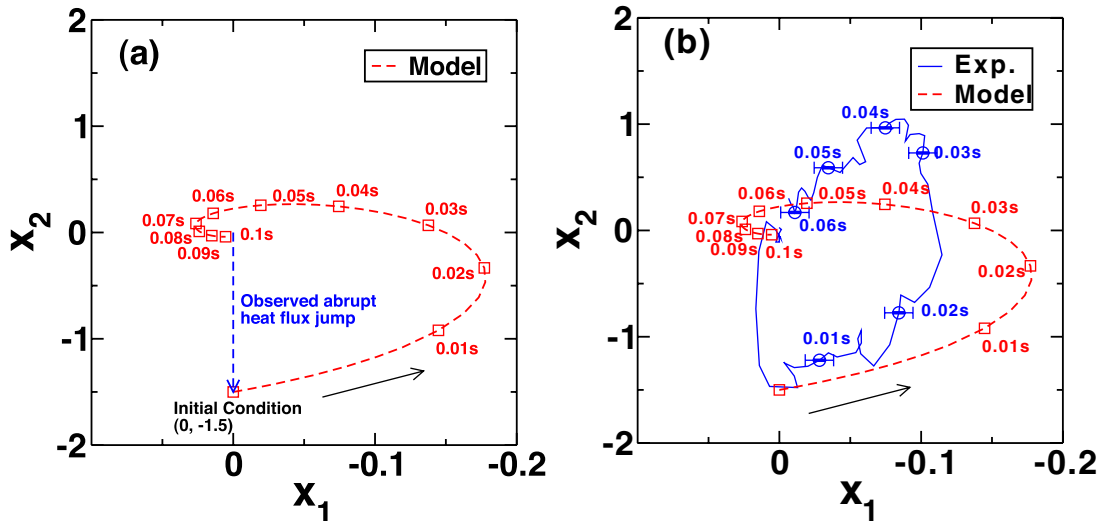 (a)
Model
2
1
0
-1
-2
x2
0.06s
0.05s
0.04s
0.07s
0.03s
0.08s
0.1s
0.09s
0.02s
Observed abrupt
heat flux jump
0.01s
Initial Condition
(0, -1.5)
0
-0.1
-0.2
x1
(b)
Exp.
Model
2
1
0
-1
-2
x2
0.04s
0.05s
0.03s
0.06s
0.05s
0.04s
0.07s
0.06s
0.03s
0.08s
0.1s
0.09s
0.02s
0.02s
0.01s
0.01s
0
-0.1
-0.2
x1